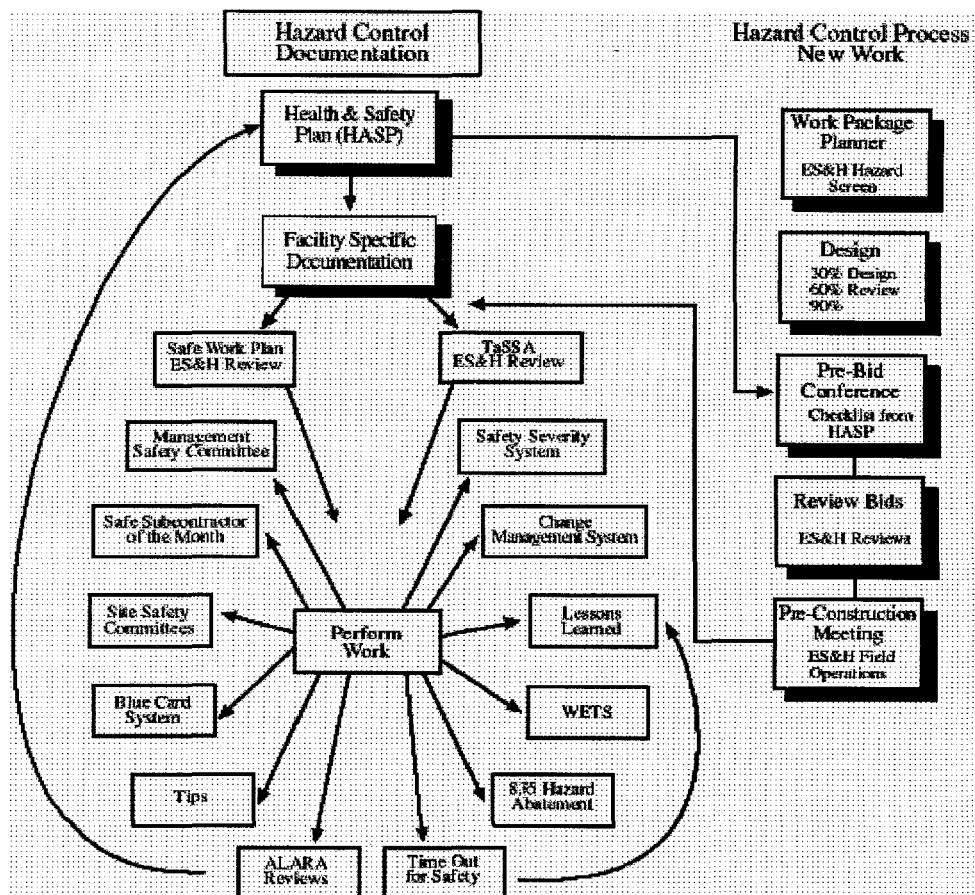 Hazard Control
Documentation
Hazard Control Process
New Work
Health & Safety
Plan (HASP)
Work Package
Planner
ES&H Hazard
Screen
Facility Specific
Documentation
Design
30% Design
60% Review
90%
Safe Work Plan
ES&H Review
TaSSA
ES&H Review
Pre-Bid
Conference
Checklist from
HASP
Management
Safety Committee
Safety Severity
System
Review Bids
ES&H Reviews
Safe Subcontractor
of the Month
Change
Management System
Site Safety
Committees
Perform
Work
Lessons
Learned
Pre-Construction
Meeting
ES&H Field
Operations
Blue Card
System
WETS
Tips
Hazard
Abatement
ALARA
Reviews
Time Out
for Safety